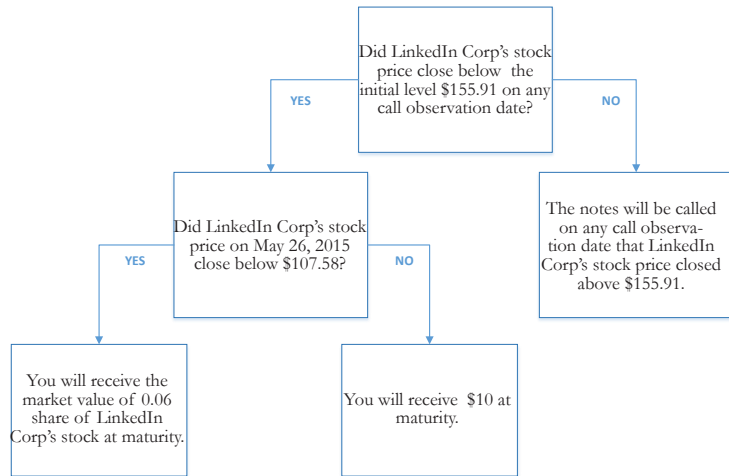 Did LinkedIn Corp's stock
price close below the
initial level $155.91 on any
call observation date?
YES
NO
Did LinkedIn Corp's stock
price on May 26, 2015
close below $107.58?
The notes will be called
on any call observa-
tion date that LinkedIn
Corp's stock price closed
above $155.91.
YES
NO
You will receive the
market value of 0.06
share of LinkedIn
Corp's stock at maturity.
You will receive $10 at
maturity.